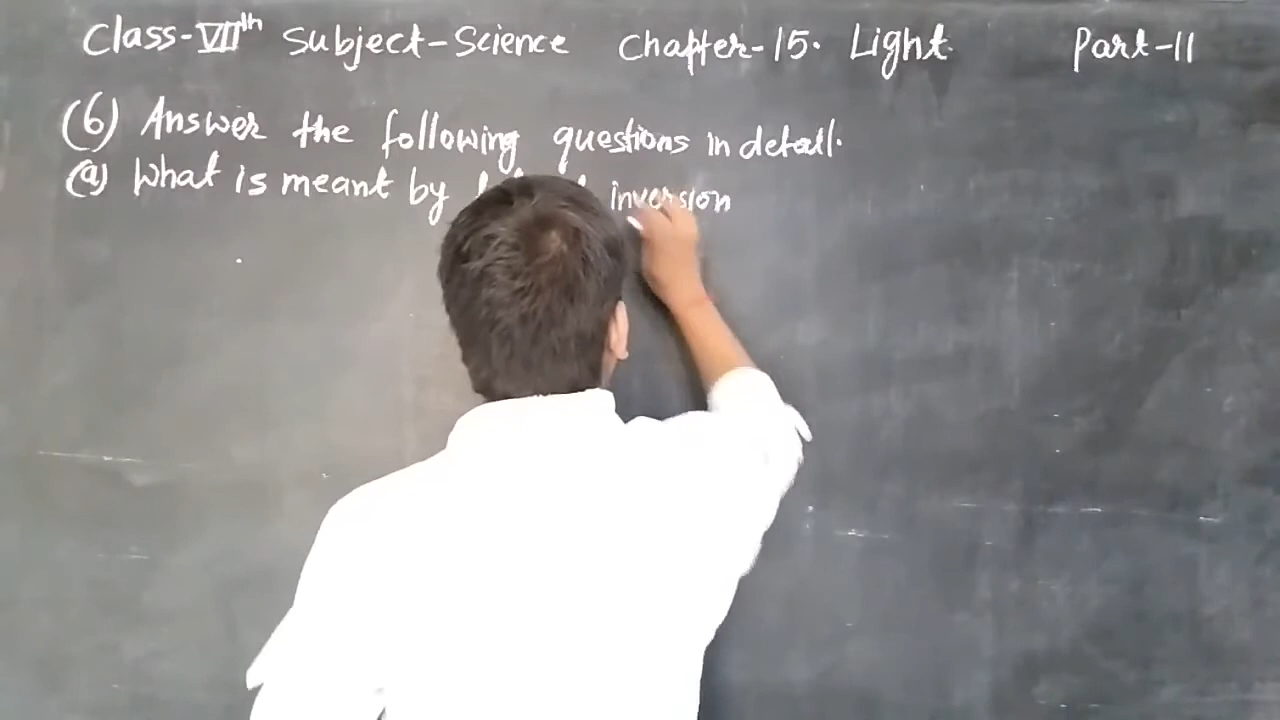 Class-VIIth Subject-Science Chapter-15. Light. Part-11
(6) Answer the following questions in detail.
(a) What is meant by inversion